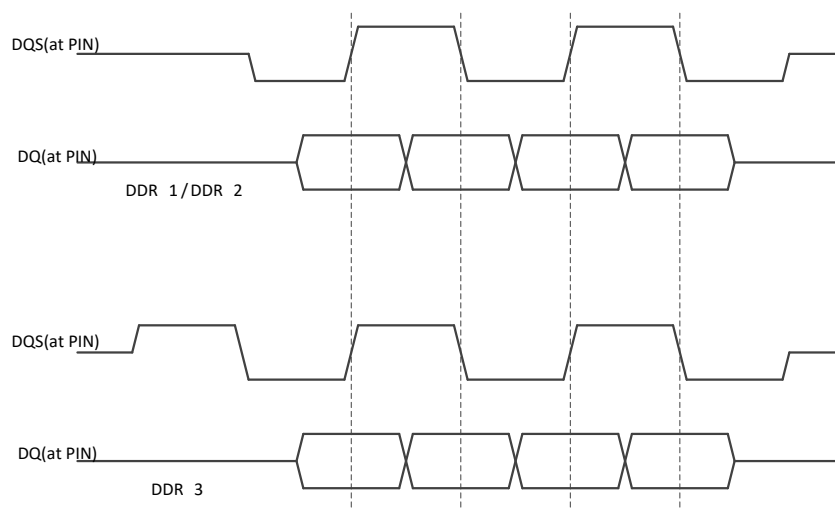 DQS(at PIN)
DQ(at PIN)
DDR 1/DDR 2
DQS(at PIN)
DQ(at PIN)
DDR 3